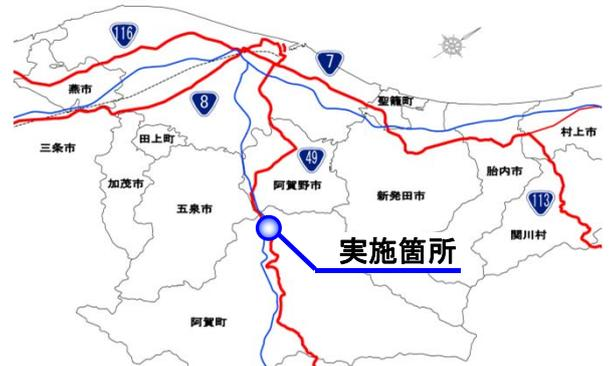 116
7
燕市
8
聖籠町
三条市
田上町
村上市
49
加茂市
阿賀野市
胎内市
五泉市
新発田市
113
関川村
実施箇所
阿賀町